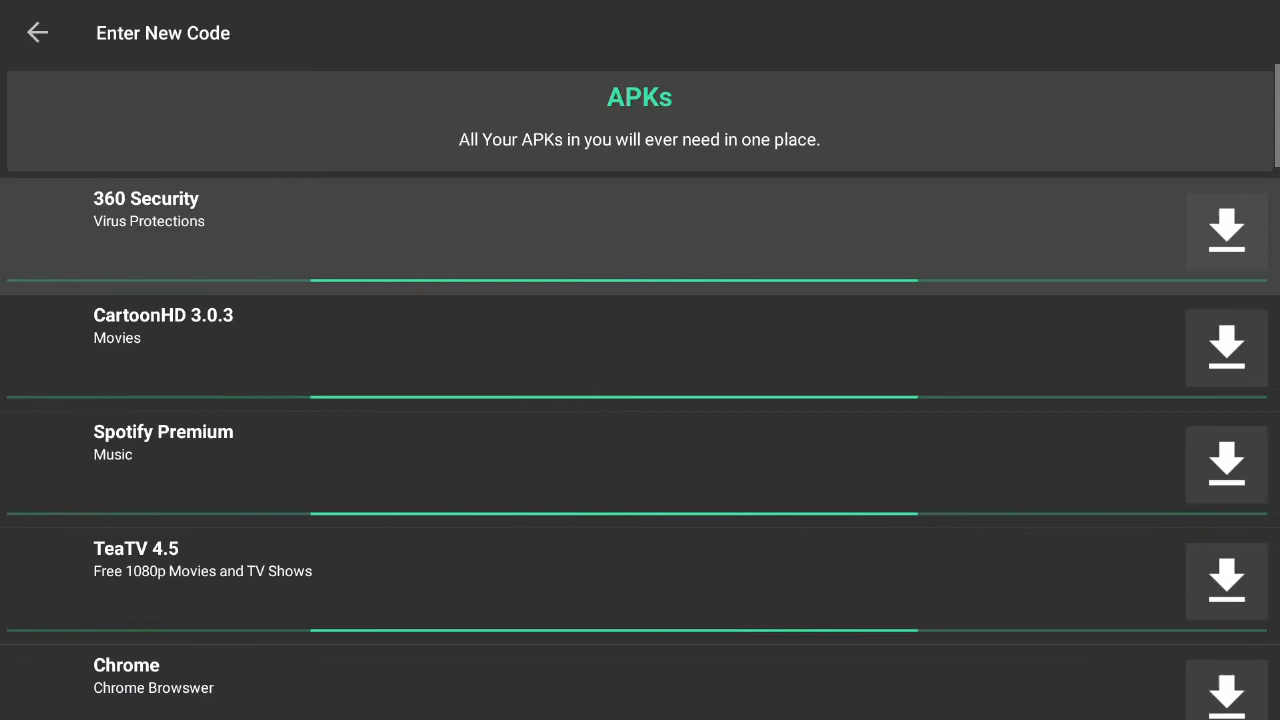 Enter New Code
APKs
All Your APKs in you will ever need in one place.
360 Security
Virus Protections
CartoonHD 3.0.3
Movies
Spotify Premium
Music
TeaTV 4.5
Free 1080p Movies and TV Shows
Chrome
Chrome Browswer